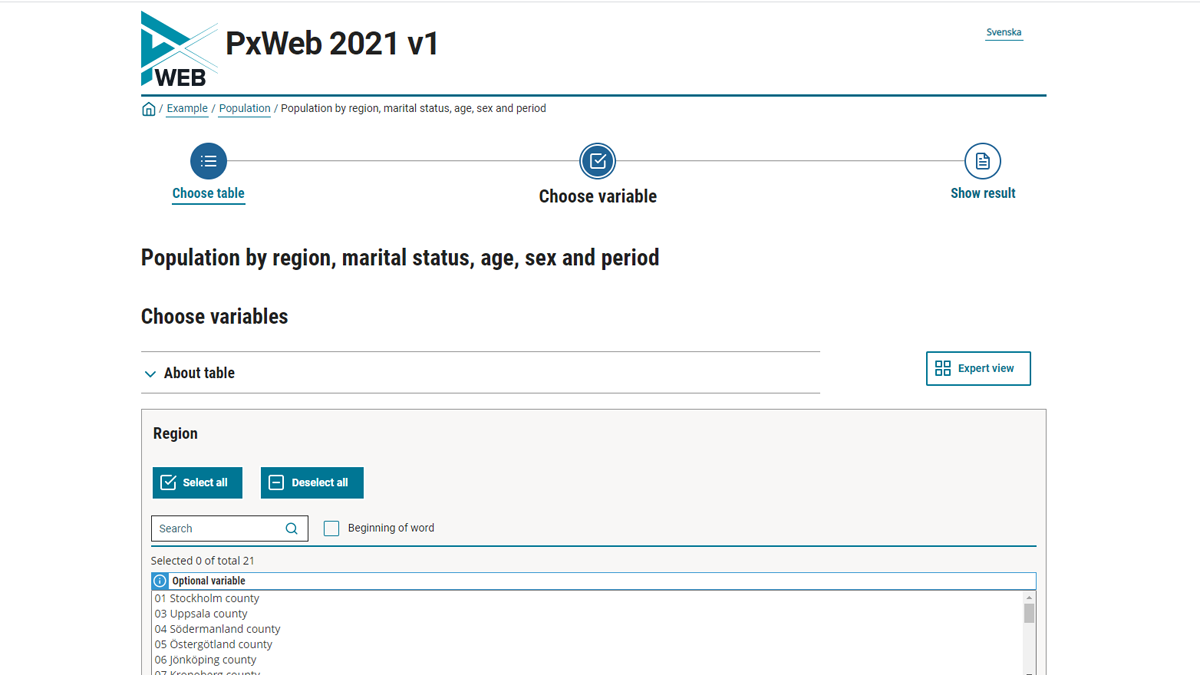 WEB
PxWeb 2021 v1
Svenska
/ Example / Population / Population by region, marital status, age, sex and period
Choose table
Choose variable
Show result
Population by region, marital status, age, sex and period
Choose variables
About table
Expert view
Region
Select all
Deselect all
Search
Beginning of word
Selected 0 of total 21
Optional variable
01 Stockholm county
03 Uppsala county
04 Södermanland county
05 Östergötland county
06 Jönköping county
07 Kronoberg county